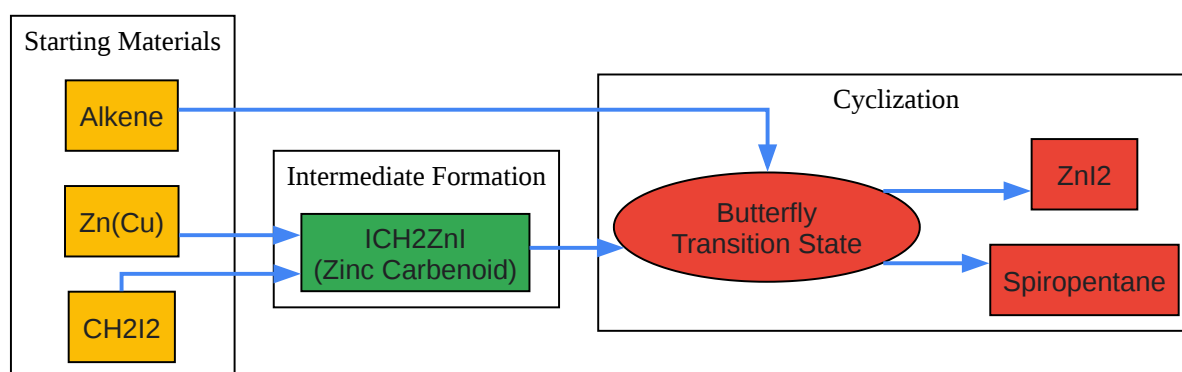 Starting Materials
Alkene
Zn(Cu)
CH2I2
Intermediate Formation
ICH2ZnI
(Zinc Carbenoid)
Cyclization
Butterfly
Transition State
ZnI2
Spiropentane